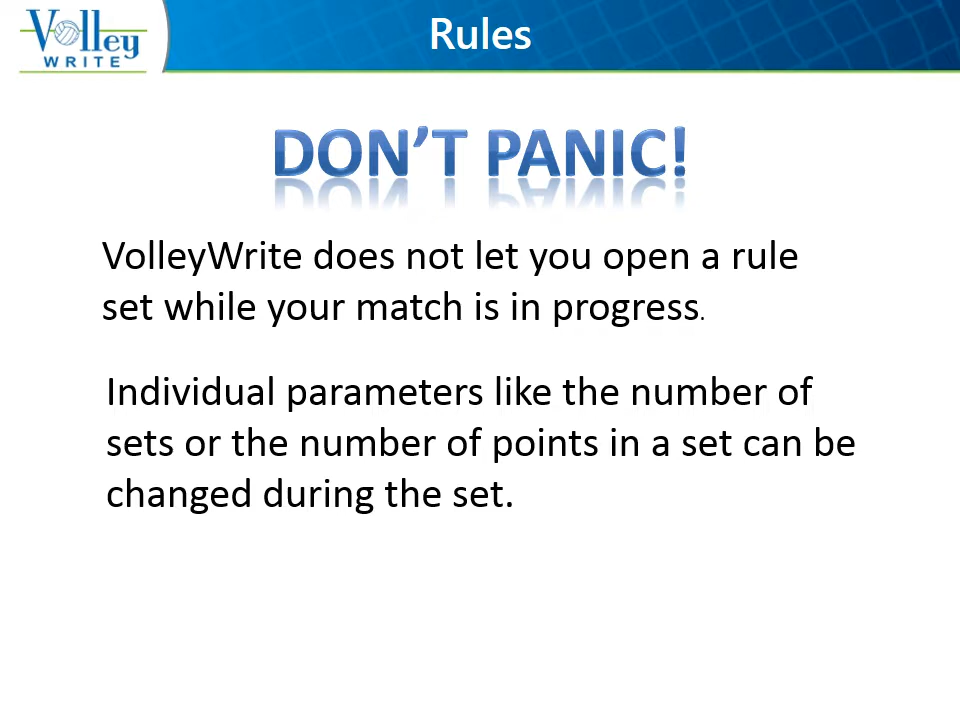 Volley
WRITE
Rules
DON'T PANIC!
VolleyWrite does not let you open a rule
set while your match is in progress.
Individual parameters like the number of
sets or the number of points in a set can be
changed during the set.